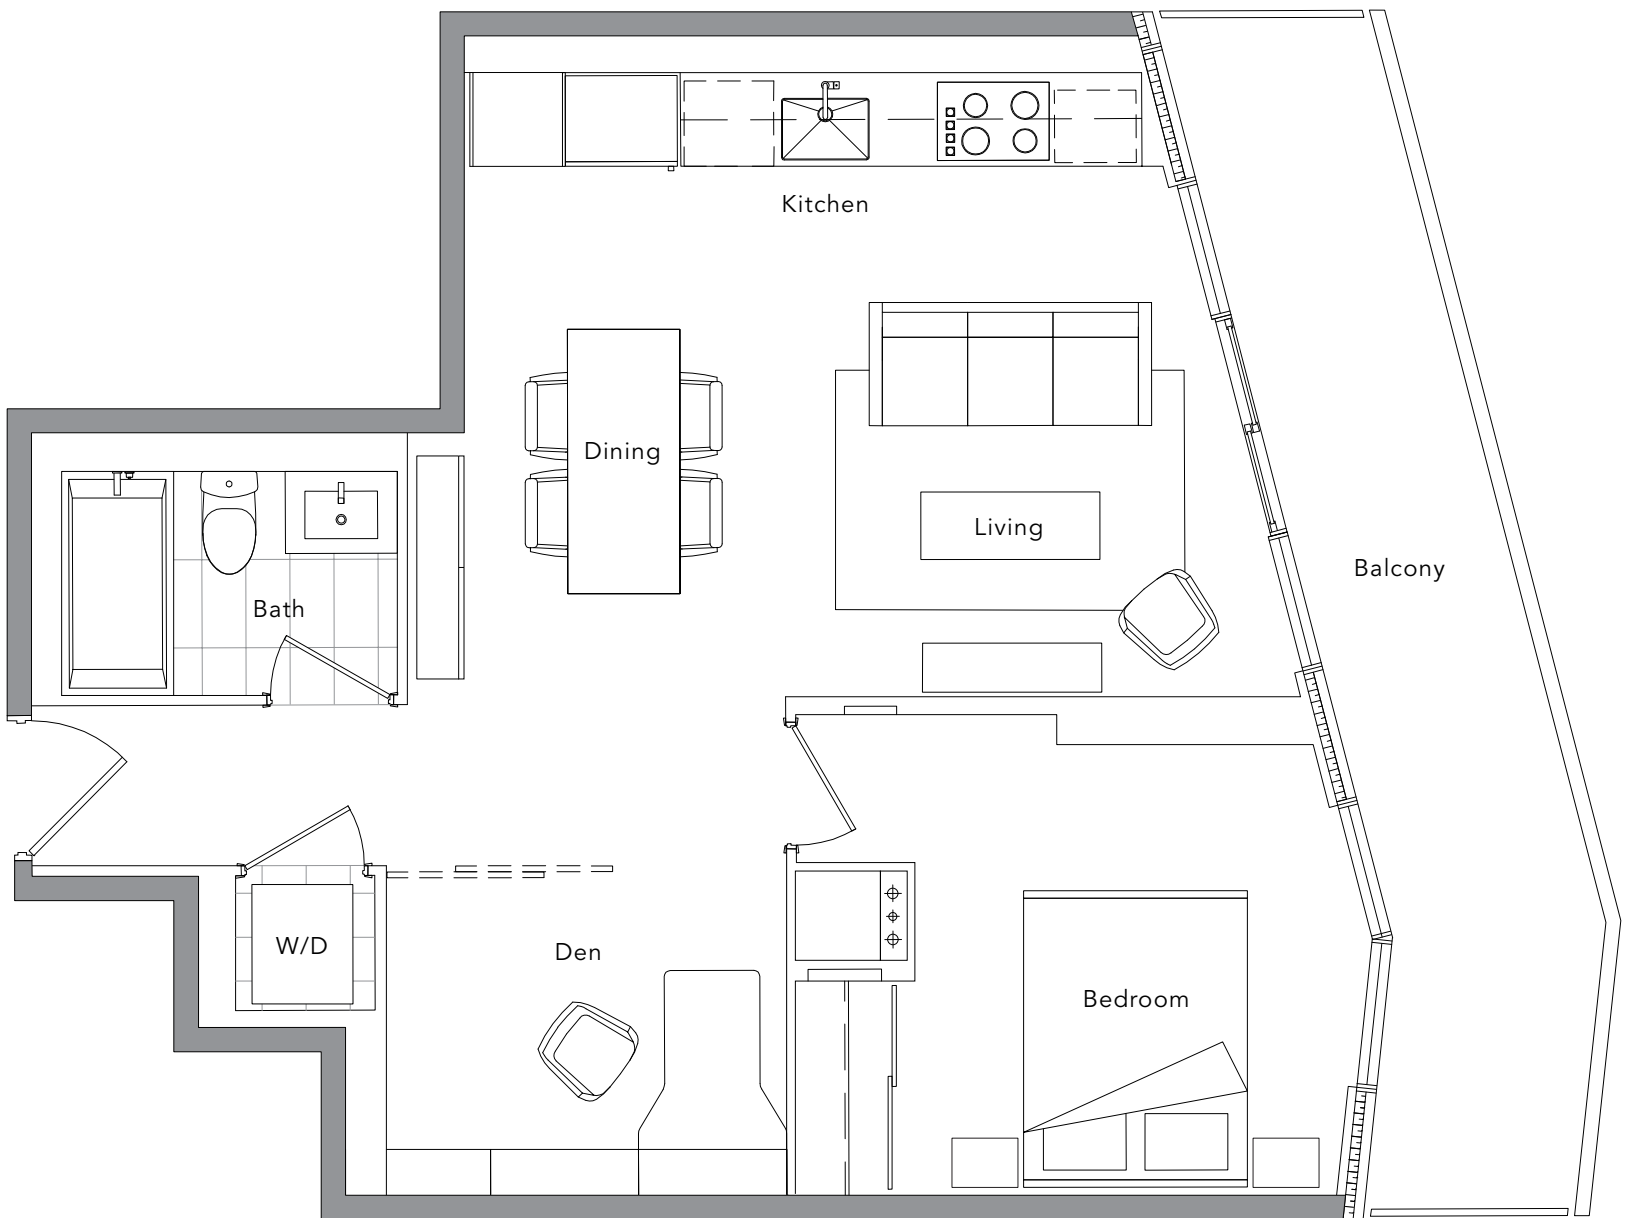 Kitchen
Dining
Living
Balcony
Bath
W/D
Den
Bedroom